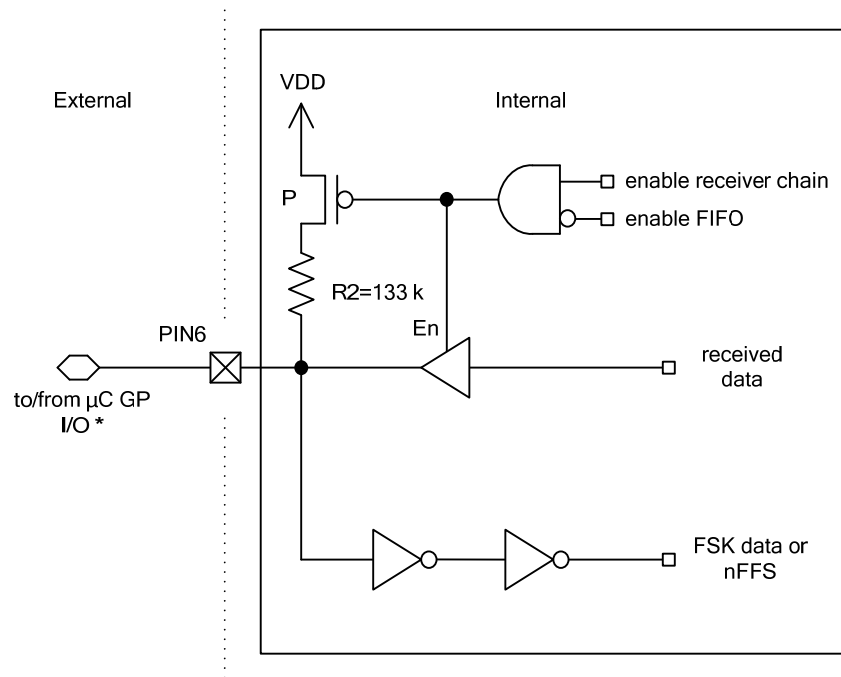 External
Internal
VDD
P
enable receiver chain
enable FIFO
R2=133 k
En
PIN6
received
data
to/from µC GP
I/O *
FSK data or
nFFS